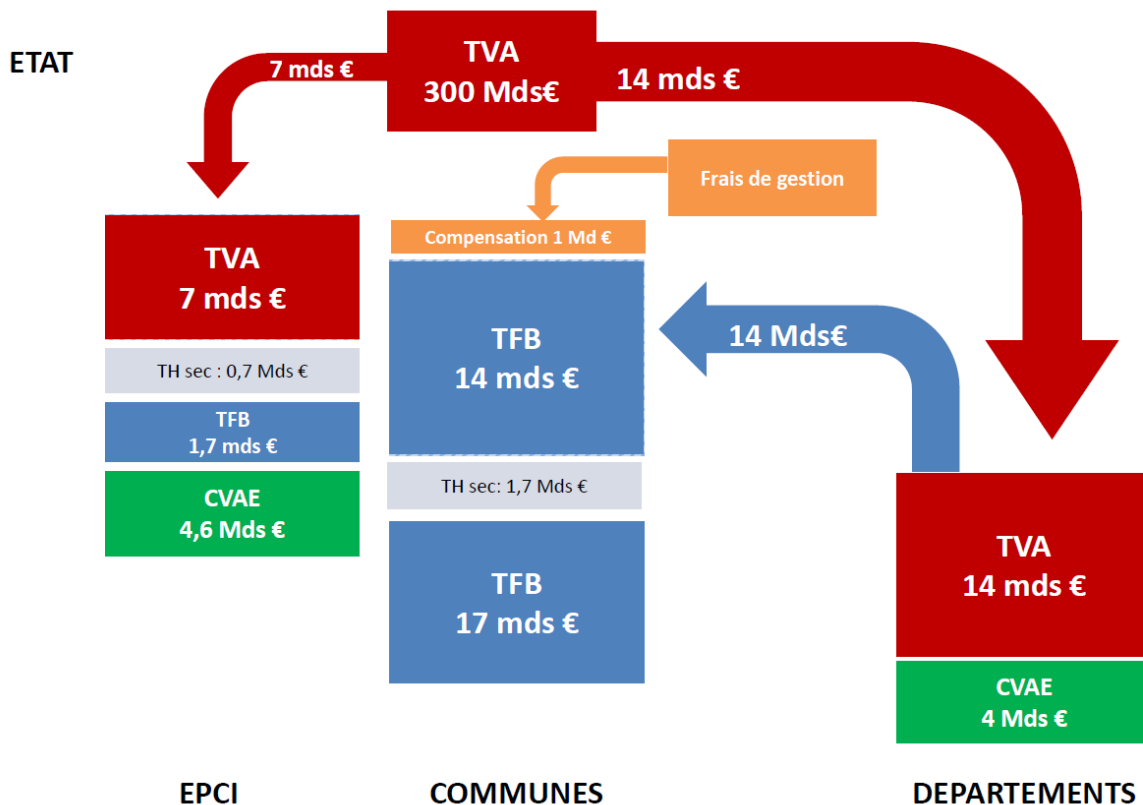 ETAT
7 mds €
TVA
300 Mds€
14 mds €
Frais de gestion
Compensation 1 Md €
TVA
7 mds €
TH sec : 0,7 Mds €
TFB
1,7 mds €
CVAE
4,6 Mds €
TFB
14 mds €
TH sec: 1,7 Mds €
TFB
17 mds €
14 Mds€
TVA
14 mds €
CVAE
4 Mds €
EPCI
COMMUNES
DEPARTEMENTS